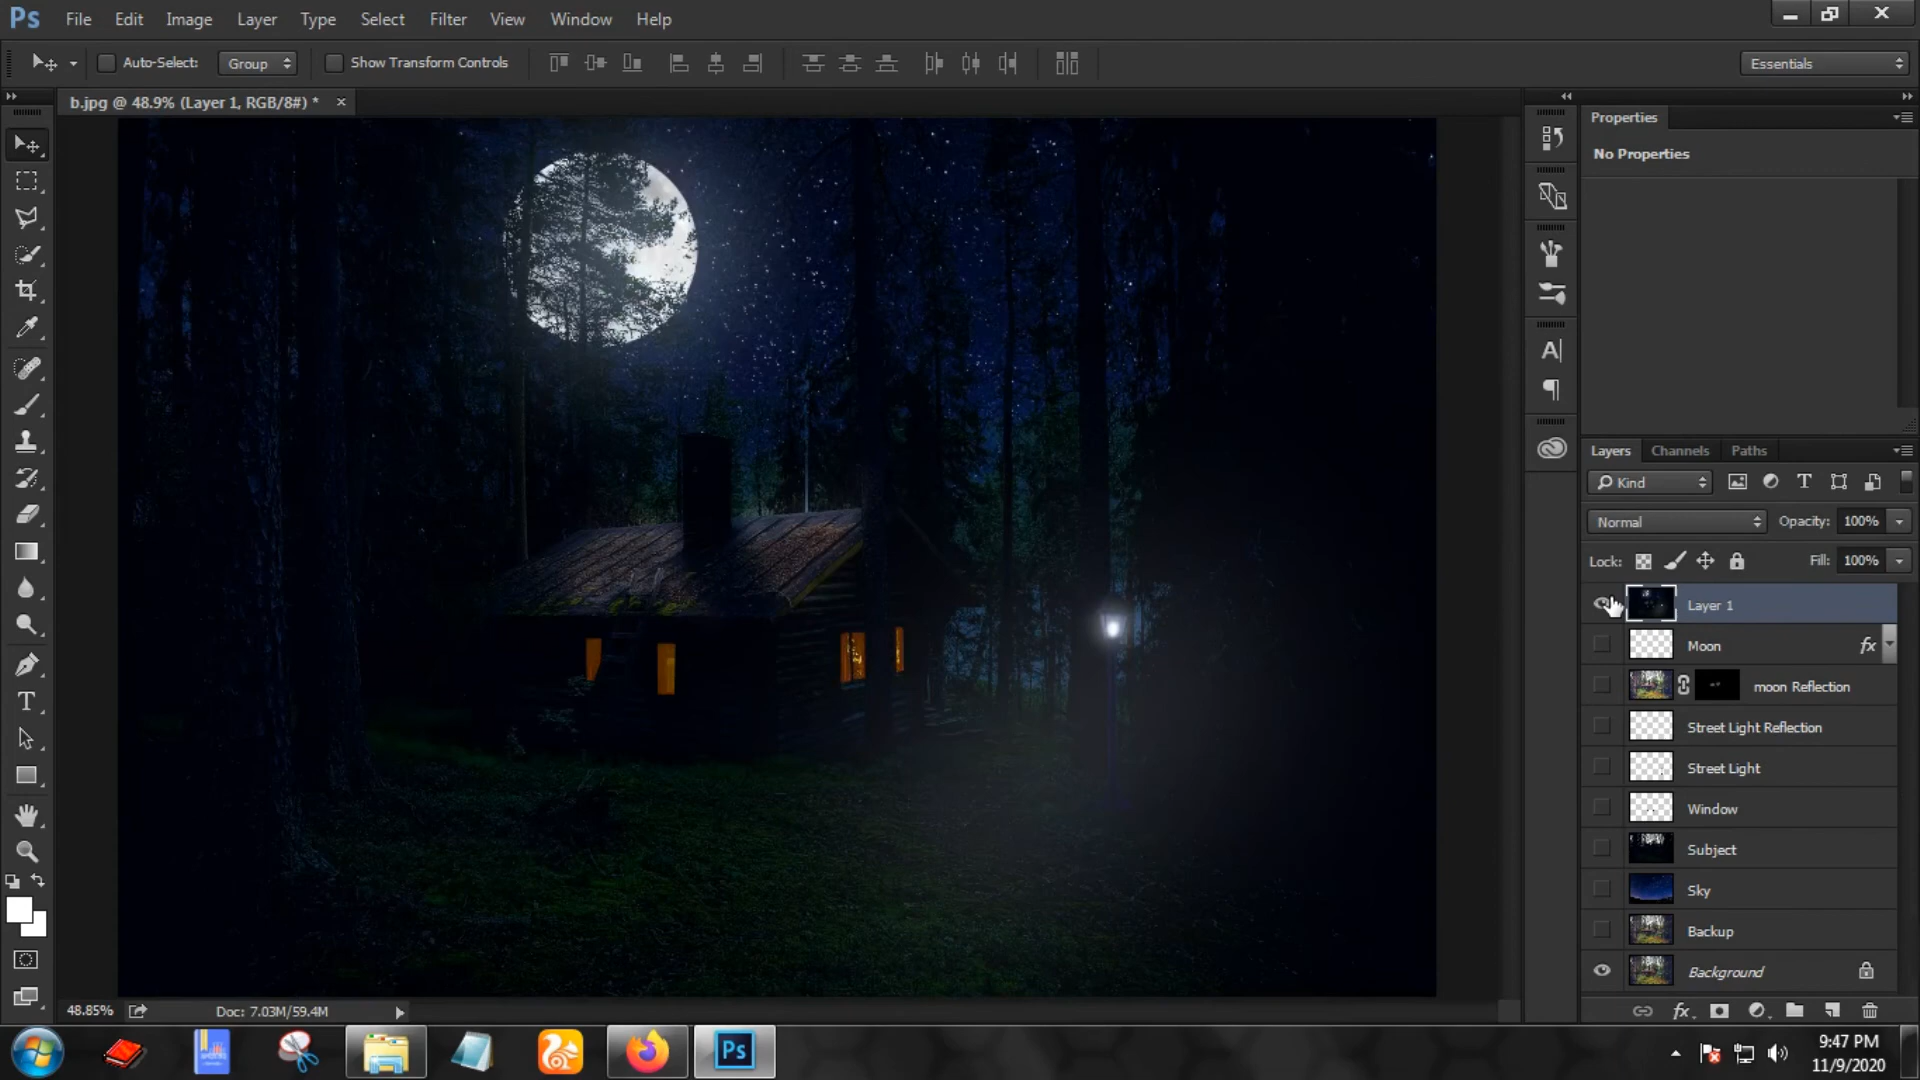 Ps File Edit Image Layer Type Select Filter View Window Help
Auto-Select: Group Show Transform Controls Essentials
b.jpg @ 48.9% (Layer 1, RGB/8#) * ×
Properties
No Properties
Layers Channels Paths
Kind
Normal Opacity: 100%
Lock: Fill: 100%
Layer 1
Moon fx
moon Reflection
Street Light Reflection
Street Light
Window
Subject
Sky
Backup
Background
48.85% Doc: 7.03M/59.4M
Ps
9:47 PM
11/9/2020